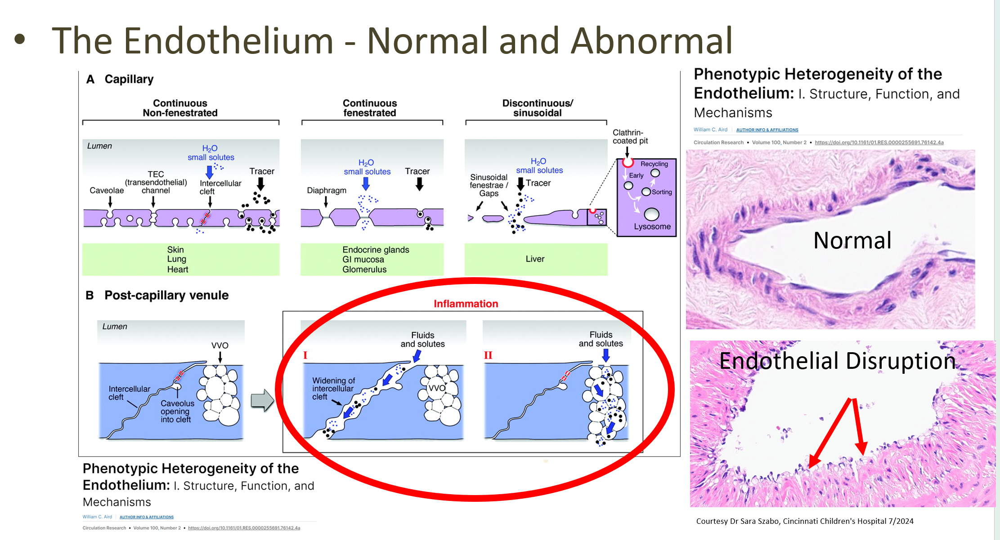 • The Endothelium - Normal and Abnormal
A Capillary
Continuous
Non-fenestrated
Lumen
H2O
small solutes
TEC
(transendothelial)
channel
Caveolae
Intercellular
cleft
Tracer
Skin
Lung
Heart
Continuous
fenestrated
H2O
small solutes
Tracer
Diaphragm
Endocrine glands
GI mucosa
Glomerulus
Discontinuous/
sinusoidal
H2O
small solutes
Sinusoidal
fenestrae /
Gaps
Tracer
Liver
Clathrin-
coated pit
Recycling
Early
Sorting
Lysosome
B Post-capillary venule
Lumen
VVO
Intercellular
cleft
Caveolus
opening
into cleft
Inflammation
I
Fluids
and solutes
Widening of
intercellular
cleft
VVO
II
Fluids
and solutes
Phenotypic Heterogeneity of the
Endothelium: I. Structure, Function, and
Mechanisms
William C. Aird | AUTHOR INFO & AFFILIATIONS
Circulation Research • Volume 100, Number 2 • https://doi.org/10.1161/01.RES.0000255691.76142.4a
Phenotypic Heterogeneity of the
Endothelium: I. Structure, Function, and
Mechanisms
William C. Aird | AUTHOR INFO & AFFILIATIONS
Circulation Research • Volume 100, Number 2 • https://doi.org/10.1161/01.RES.0000255691.76142.4a
Normal
Endothelial Disruption
Courtesy Dr Sara Szabo, Cincinnati Children's Hospital 7/2024